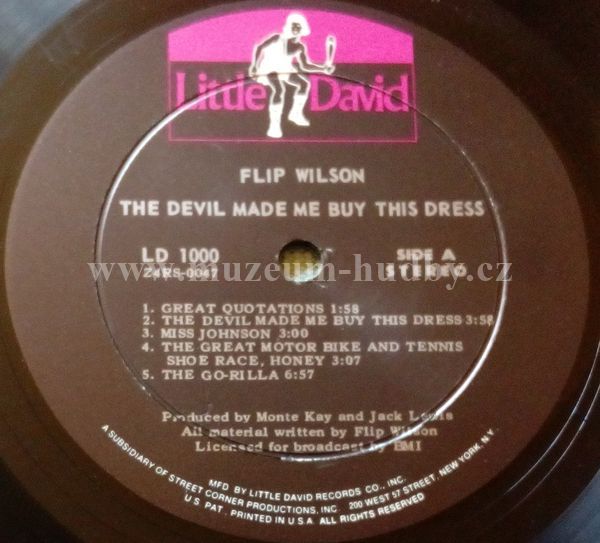 Little David
FLIP WILSON
THE DEVIL MADE ME BUY THIS DRESS
LD 1000
Z4RS-0047
SIDE A
STEREO
www.muzeum-hudby.cz
1. GREAT QUOTATIONS 1:58
2. THE DEVIL MADE ME BUY THIS DRESS 3:58
3. MISS JOHNSON 3:00
4. THE GREAT MOTOR BIKE AND TENNIS
SHOE RACE, HONEY 3:07
5. THE GO-RILLA 6:57
Produced by Monte Kay and Jack Lewis
All material written by Flip Wilson
Licensed for broadcast by BMI
MFD BY LITTLE DAVID RECORDS CO., INC.
A SUBSIDIARY OF STREET CORNER PRODUCTIONS, INC. 200 WEST 57 STREET, NEW YORK, N.Y.
U.S. PAT. PRINTED IN U.S.A. ALL RIGHTS RESERVED